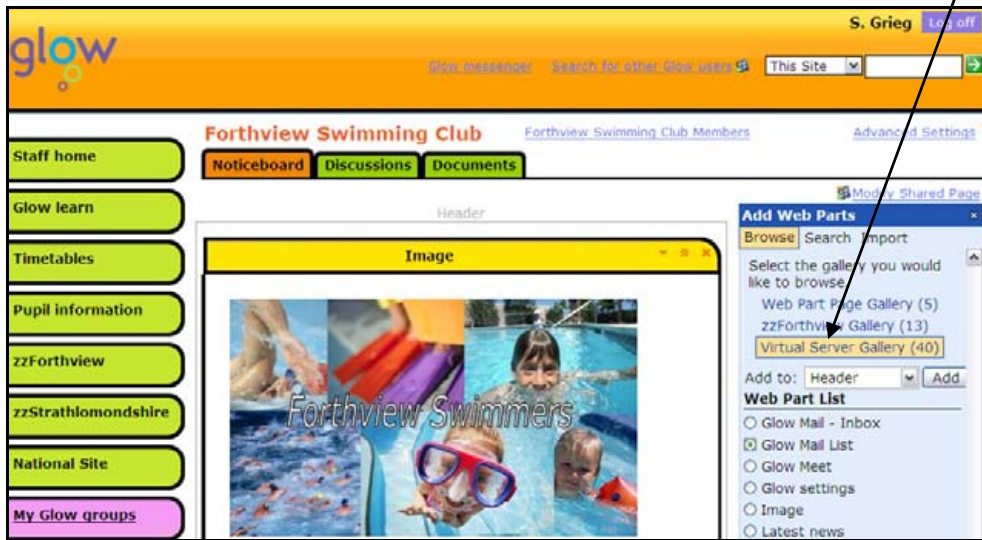 S. Grieg Log off
glow
Glow messenger Search for other Glow users This Site
Forthview Swimming Club Forthview Swimming Club Members Advanced Settings
Noticeboard Discussions Documents
Modify Shared Page
Staff home
Glow learn
Timetables
Pupil information
zzForthview
zzStrathlomondshire
National Site
My Glow groups
Header
Image
Forthview Swimmers
Add Web Parts ×
Browse Search Import
Select the gallery you would
like to browse
Web Part Page Gallery (5)
zzForthview Gallery (13)
Virtual Server Gallery (40)
Add to: Header Add
Web Part List
Glow Mail - Inbox
Glow Mail List
Glow Meet
Glow settings
Image
Latest news